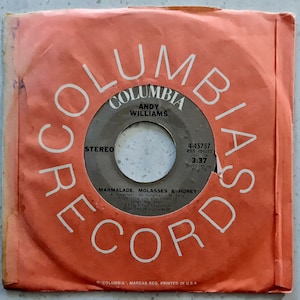 COLUMBIA
RECORDS
COLUMBIA
ANDY
WILLIAMS
STEREO
3:37
MARMALADE, MOLASSES & HONEY
"COLUMBIA", MARCAS REG. PRINTED IN U.S.A.